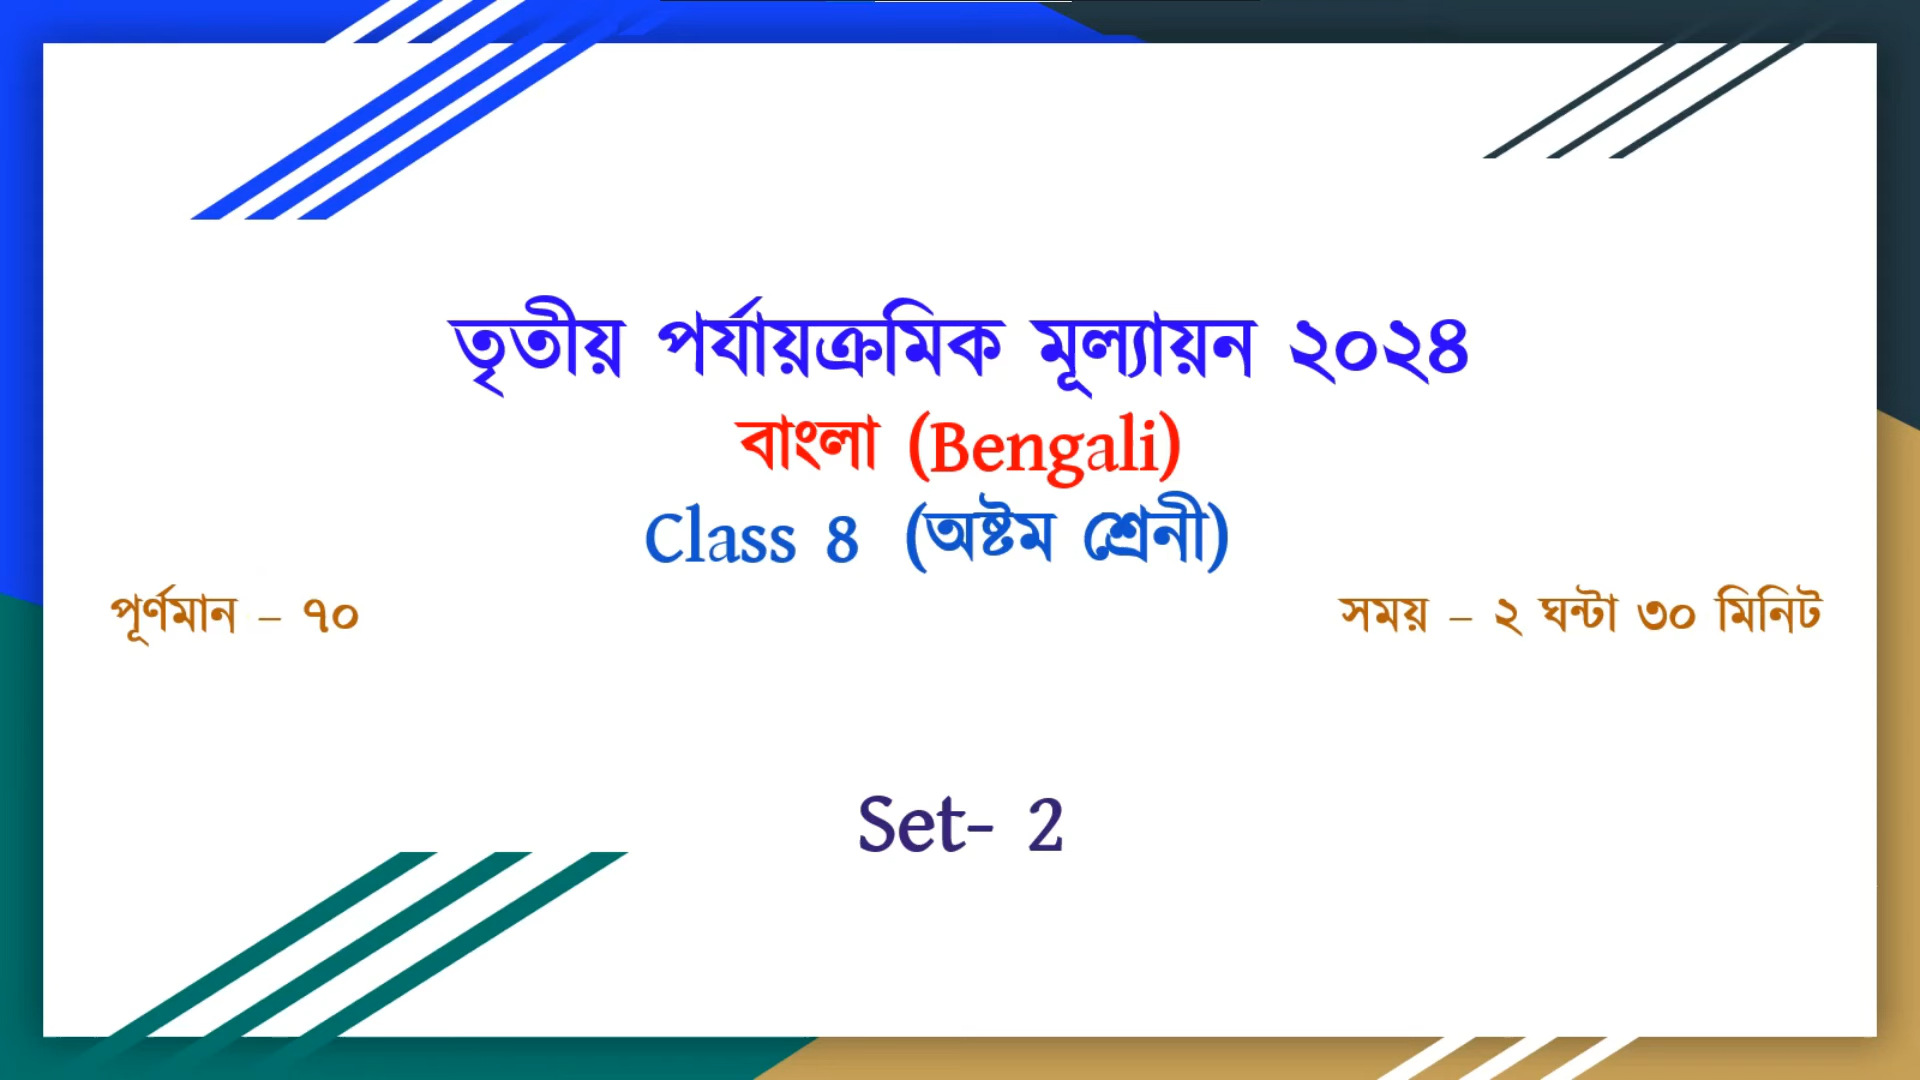 তৃতীয় পর্যায়ক্রমিক মূল্যায়ন ২০২৪
বাংলা (Bengali)
Class 8 (অষ্টম শ্রেনী)
পূর্ণমান – ৭০
সময় – ২ ঘন্টা ৩০ মিনিট
Set- 2